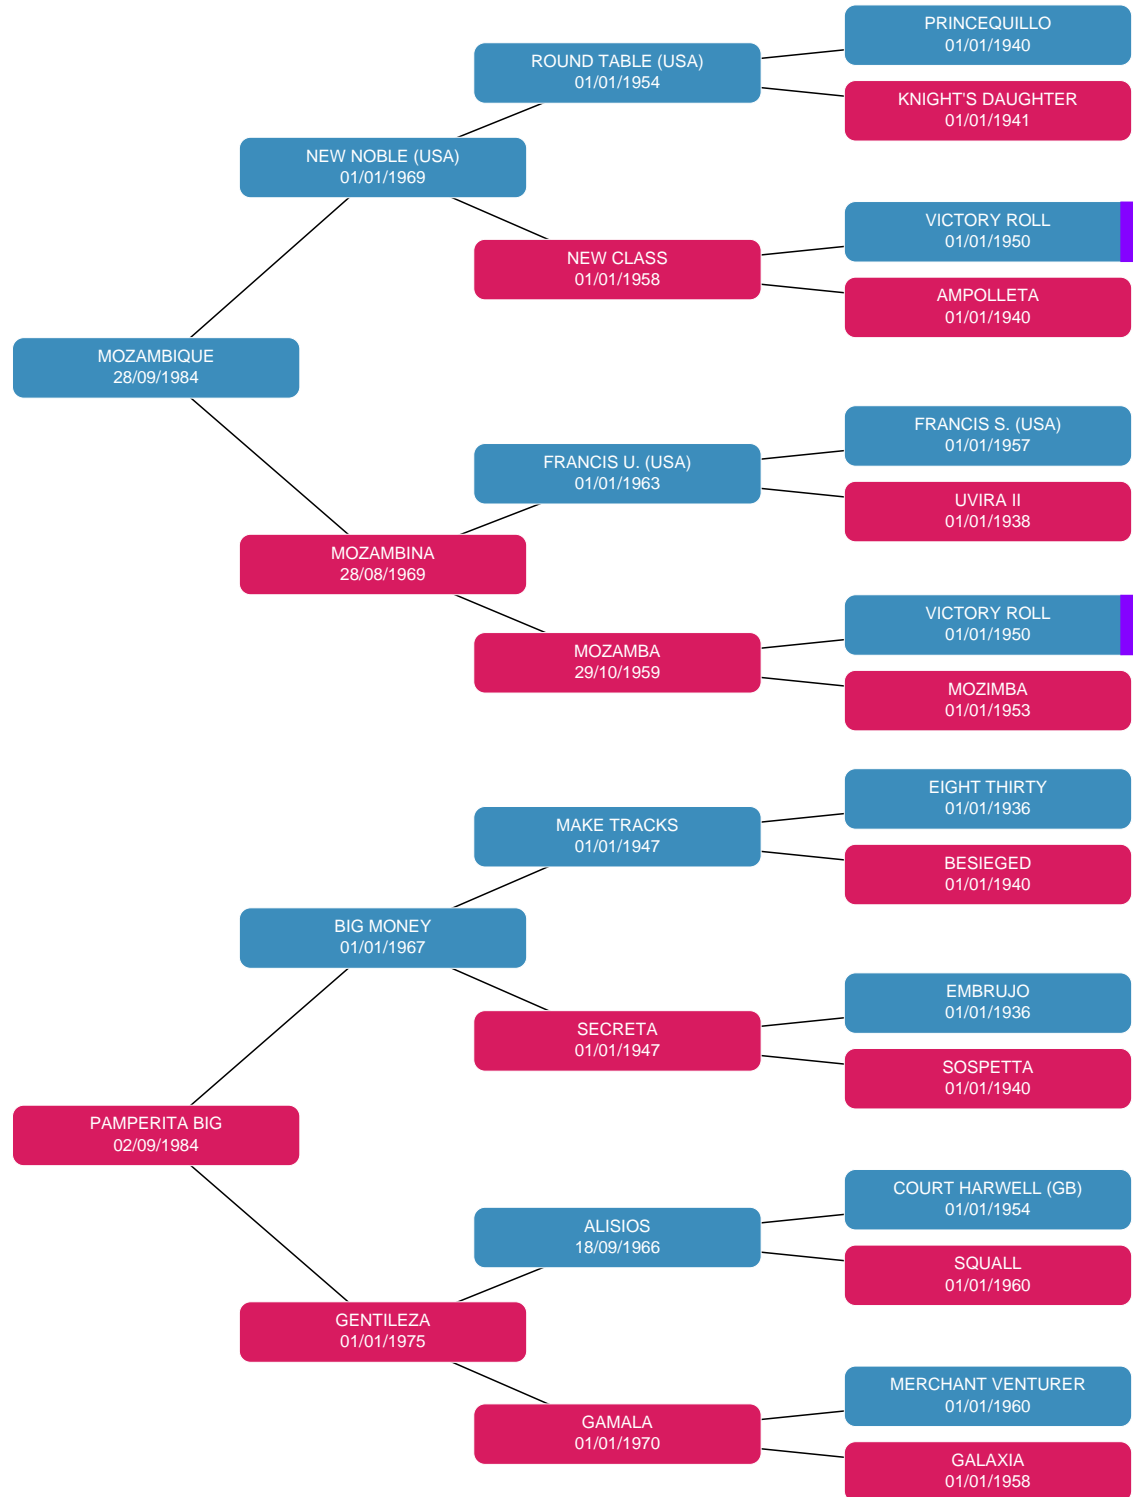 PRINCEQUILLO
01/01/1940
ROUND TABLE (USA)
01/01/1954
KNIGHT'S DAUGHTER
01/01/1941
NEW NOBLE (USA)
01/01/1969
VICTORY ROLL
01/01/1950
NEW CLASS
01/01/1958
AMPOLLETA
01/01/1940
MOZAMBIQUE
28/09/1984
FRANCIS S. (USA)
01/01/1957
FRANCIS U. (USA)
01/01/1963
UVIRA II
01/01/1938
MOZAMBINA
28/08/1969
VICTORY ROLL
01/01/1950
MOZAMBA
29/10/1959
MOZIMBA
01/01/1953
EIGHT THIRTY
01/01/1936
MAKE TRACKS
01/01/1947
BESIEGED
01/01/1940
BIG MONEY
01/01/1967
EMBRUJO
01/01/1936
SECRETA
01/01/1947
SOSPETTA
01/01/1940
PAMPERITA BIG
02/09/1984
COURT HARWELL (GB)
01/01/1954
ALISIOS
18/09/1966
SQUALL
01/01/1960
GENTILEZA
01/01/1975
MERCHANT VENTURER
01/01/1960
GAMALA
01/01/1970
GALAXIA
01/01/1958